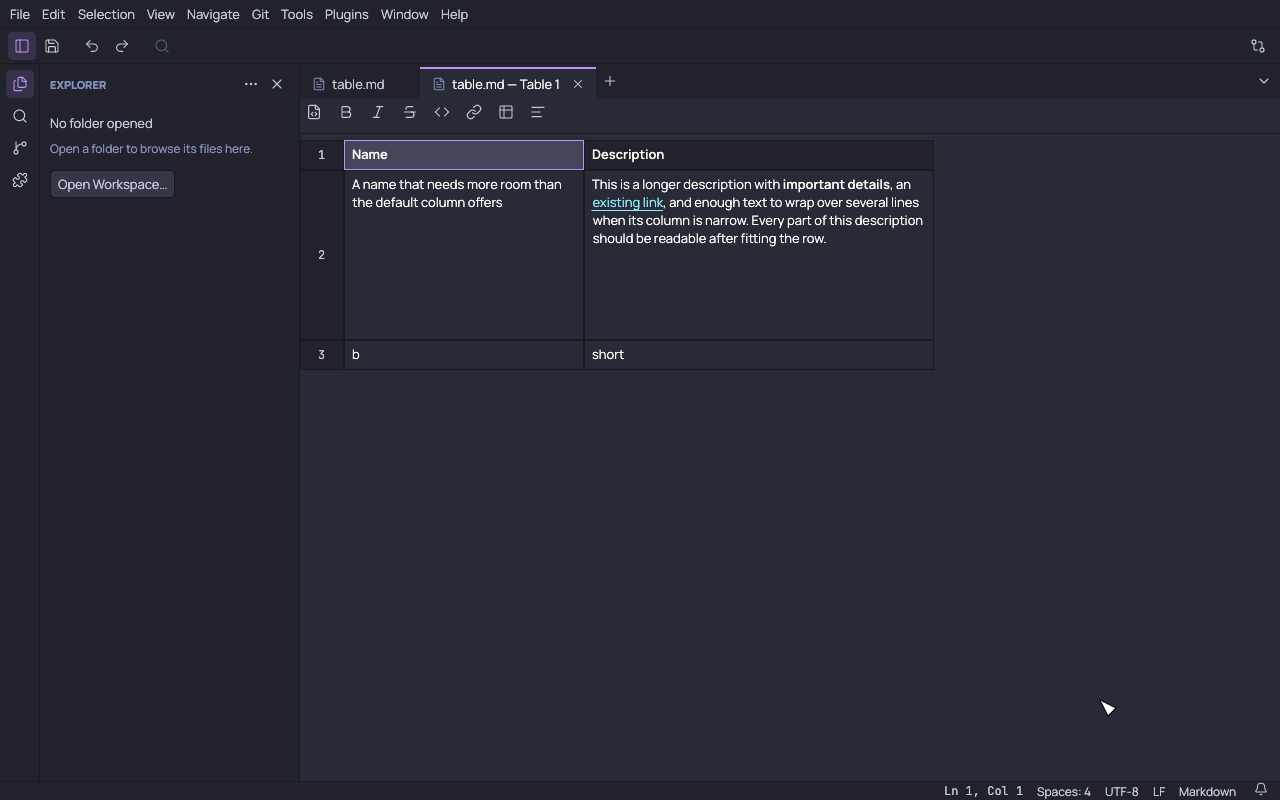 File Edit Selection View Navigate Git Tools Plugins Window Help
EXPLORER
No folder opened
Open a folder to browse its files here.
Open Workspace...
table.md
table.md — Table 1
1 Name Description
2
A name that needs more room than
the default column offers
This is a longer description with important details, an
existing link, and enough text to wrap over several lines
when its column is narrow. Every part of this description
should be readable after fitting the row.
3 b short
Ln 1, Col 1 Spaces: 4 UTF-8 LF Markdown